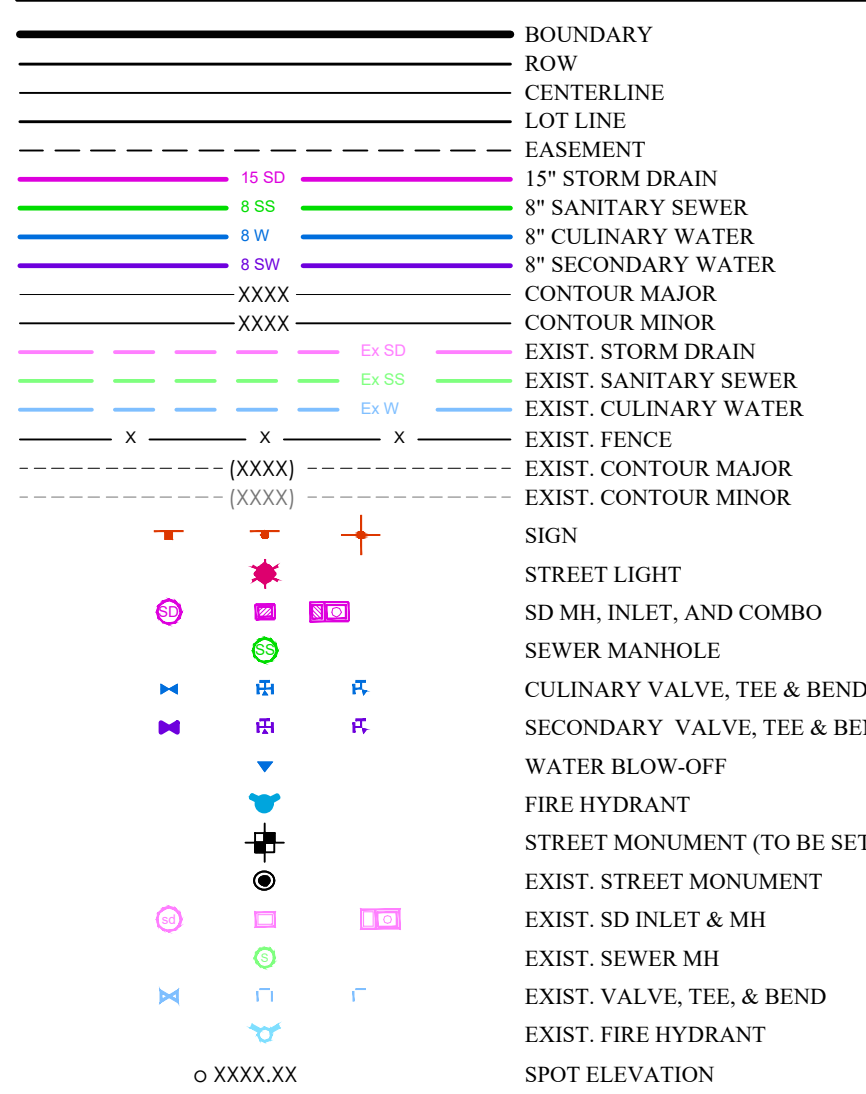 BOUNDARY
ROW
CENTERLINE
LOT LINE
EASEMENT
15 SD 15" STORM DRAIN
8 SS 8" SANITARY SEWER
8 W 8" CULINARY WATER
8 SW 8" SECONDARY WATER
XXXX CONTOUR MAJOR
XXXX CONTOUR MINOR
Ex SD EXIST. STORM DRAIN
Ex SS EXIST. SANITARY SEWER
Ex W EXIST. CULINARY WATER
X X X EXIST. FENCE
(XXXX) EXIST. CONTOUR MAJOR
(XXXX) EXIST. CONTOUR MINOR
SIGN
STREET LIGHT
SD SD MH, INLET, AND COMBO
SS SEWER MANHOLE
CULINARY VALVE, TEE & BEND
SECONDARY VALVE, TEE & BE
WATER BLOW-OFF
FIRE HYDRANT
STREET MONUMENT (TO BE SET
EXIST. STREET MONUMENT
sd EXIST. SD INLET & MH
S EXIST. SEWER MH
EXIST. VALVE, TEE, & BEND
EXIST. FIRE HYDRANT
XXXX.XX SPOT ELEVATION